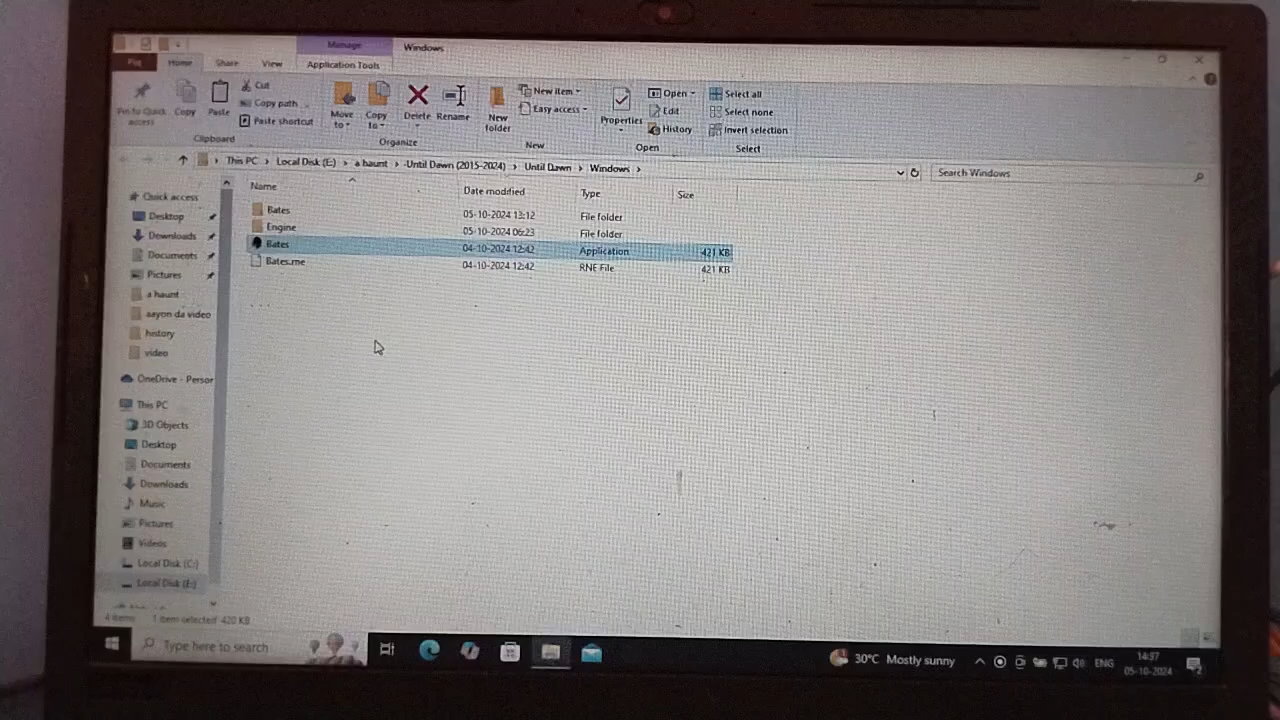 Manage Windows
File Home Share View Application Tools
Pin to Quick access
Copy
Paste
Cut
Copy path
Paste shortcut
Clipboard
Move to
Copy to
Delete
Rename
Organize
New folder
New item
Easy access
New
Properties
Open
Edit
History
Open
Select all
Select none
Invert selection
Select
This PC > Local Disk (E:) > a haunt > -Until Dawn (2015-2024) > Until Dawn > Windows >
Search Windows
Name Date modified Type Size
Bates 05-10-2024 13:12 File folder
Engine 05-10-2024 06:23 File folder
Bates 04-10-2024 12:42 Application 421 KB
Bates.rne 04-10-2024 12:42 RNE File 421 KB
Quick access
Desktop
Downloads
Documents
Pictures
a haunt
aayon da video
history
video
OneDrive - Person
This PC
3D Objects
Desktop
Documents
Downloads
Music
Pictures
Videos
Local Disk (C:)
Local Disk (E:)
4 items 1 item selected 420 KB
Type here to search
30°C Mostly sunny
ENG
14:37
05-10-2024